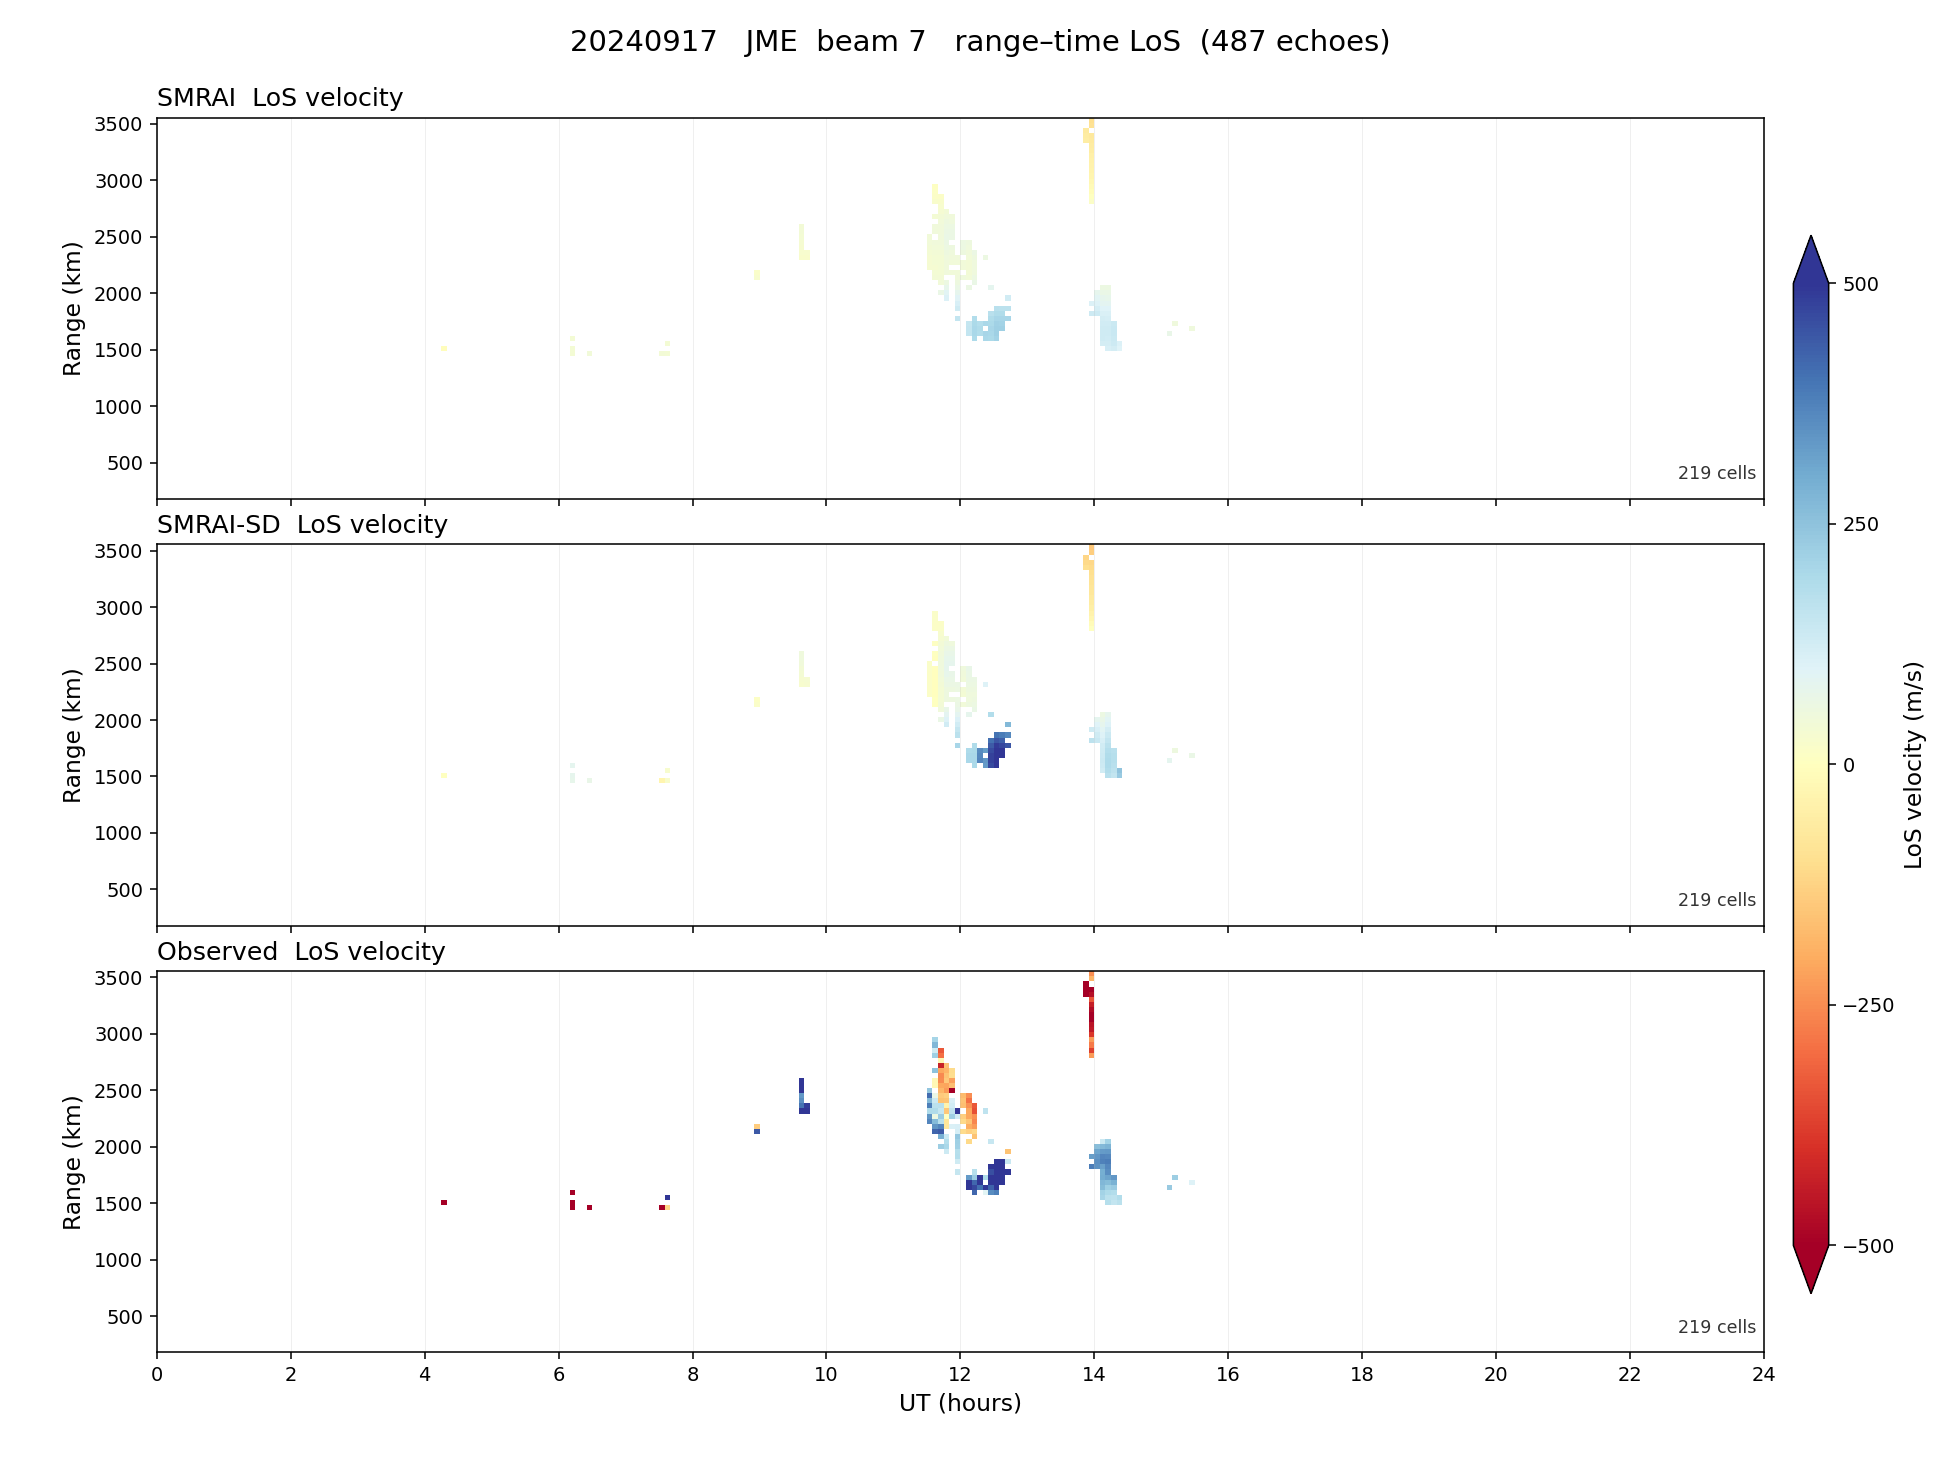 20240917   JME  beam 7   range–time LoS  (487 echoes)
SMRAI  LoS velocity
3500
3000
2500
2000
1500
1000
500
Range (km)
219 cells
SMRAI-SD  LoS velocity
3500
3000
2500
2000
1500
1000
500
Range (km)
219 cells
Observed  LoS velocity
3500
3000
2500
2000
1500
1000
500
Range (km)
219 cells
0 2 4 6 8 10 12 14 16 18 20 22 24
UT (hours)
500
250
0
−250
−500
LoS velocity (m/s)